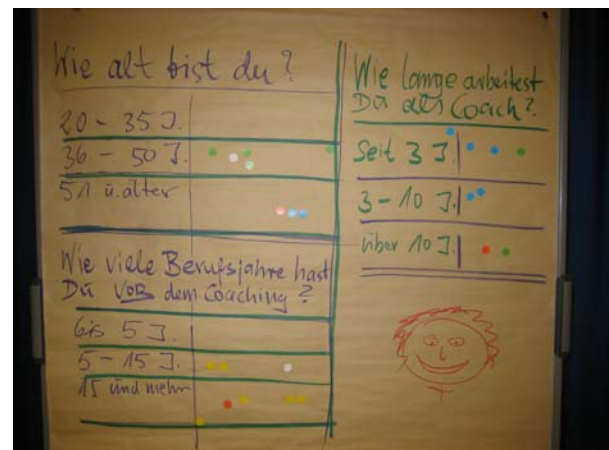 Wie alt bist du?
20 - 35 J.
36 - 50 J.
51 ü. älter
Wie viele Berufsjahre hast
Du VOR dem Coaching?
bis 5 J.
5 - 15 J.
15 und mehr
Wie lange arbeitest
Du als Coach?
Seit 3 J.
3 - 10 J.
über 10 J.